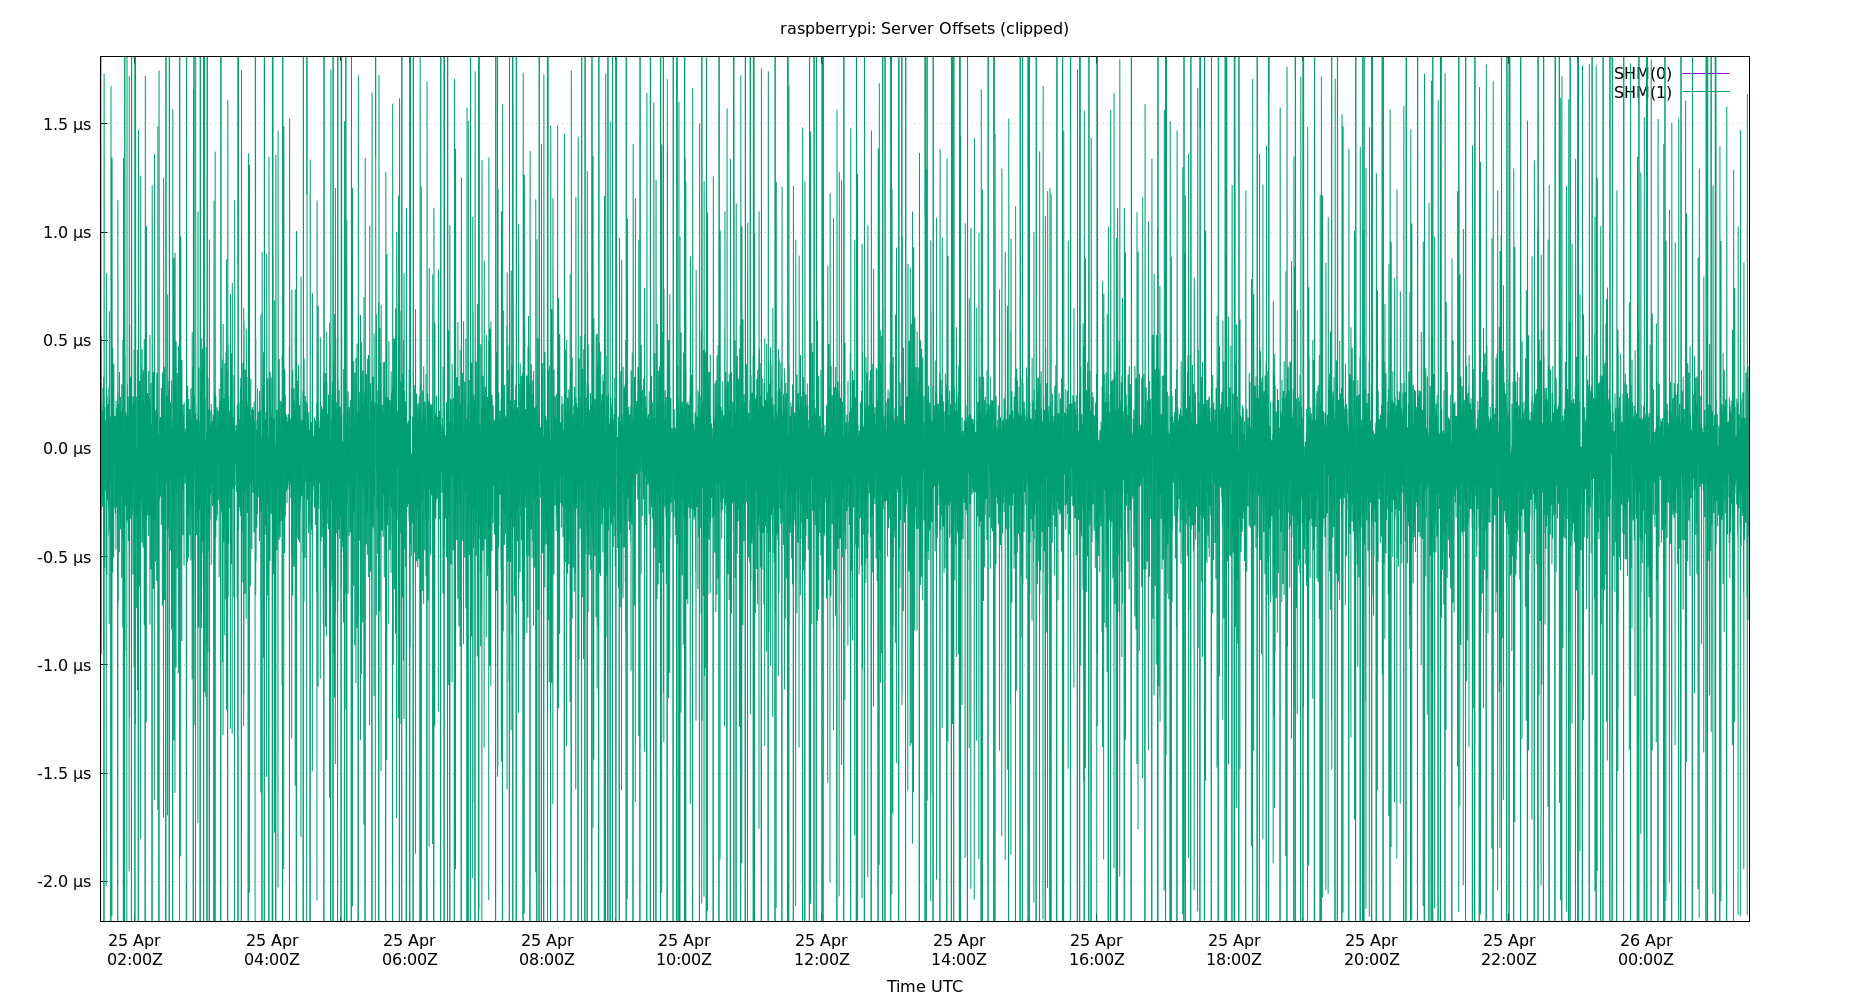 raspberrypi: Server Offsets (clipped)
SHM(0)
SHM(1)
1.5 µs
1.0 µs
0.5 µs
0.0 µs
-0.5 µs
-1.0 µs
-1.5 µs
-2.0 µs
25 Apr 25 Apr 25 Apr 25 Apr 25 Apr 25 Apr 25 Apr 25 Apr 25 Apr 25 Apr 25 Apr 26 Apr
02:00Z 04:00Z 06:00Z 08:00Z 10:00Z 12:00Z 14:00Z 16:00Z 18:00Z 20:00Z 22:00Z 00:00Z
Time UTC